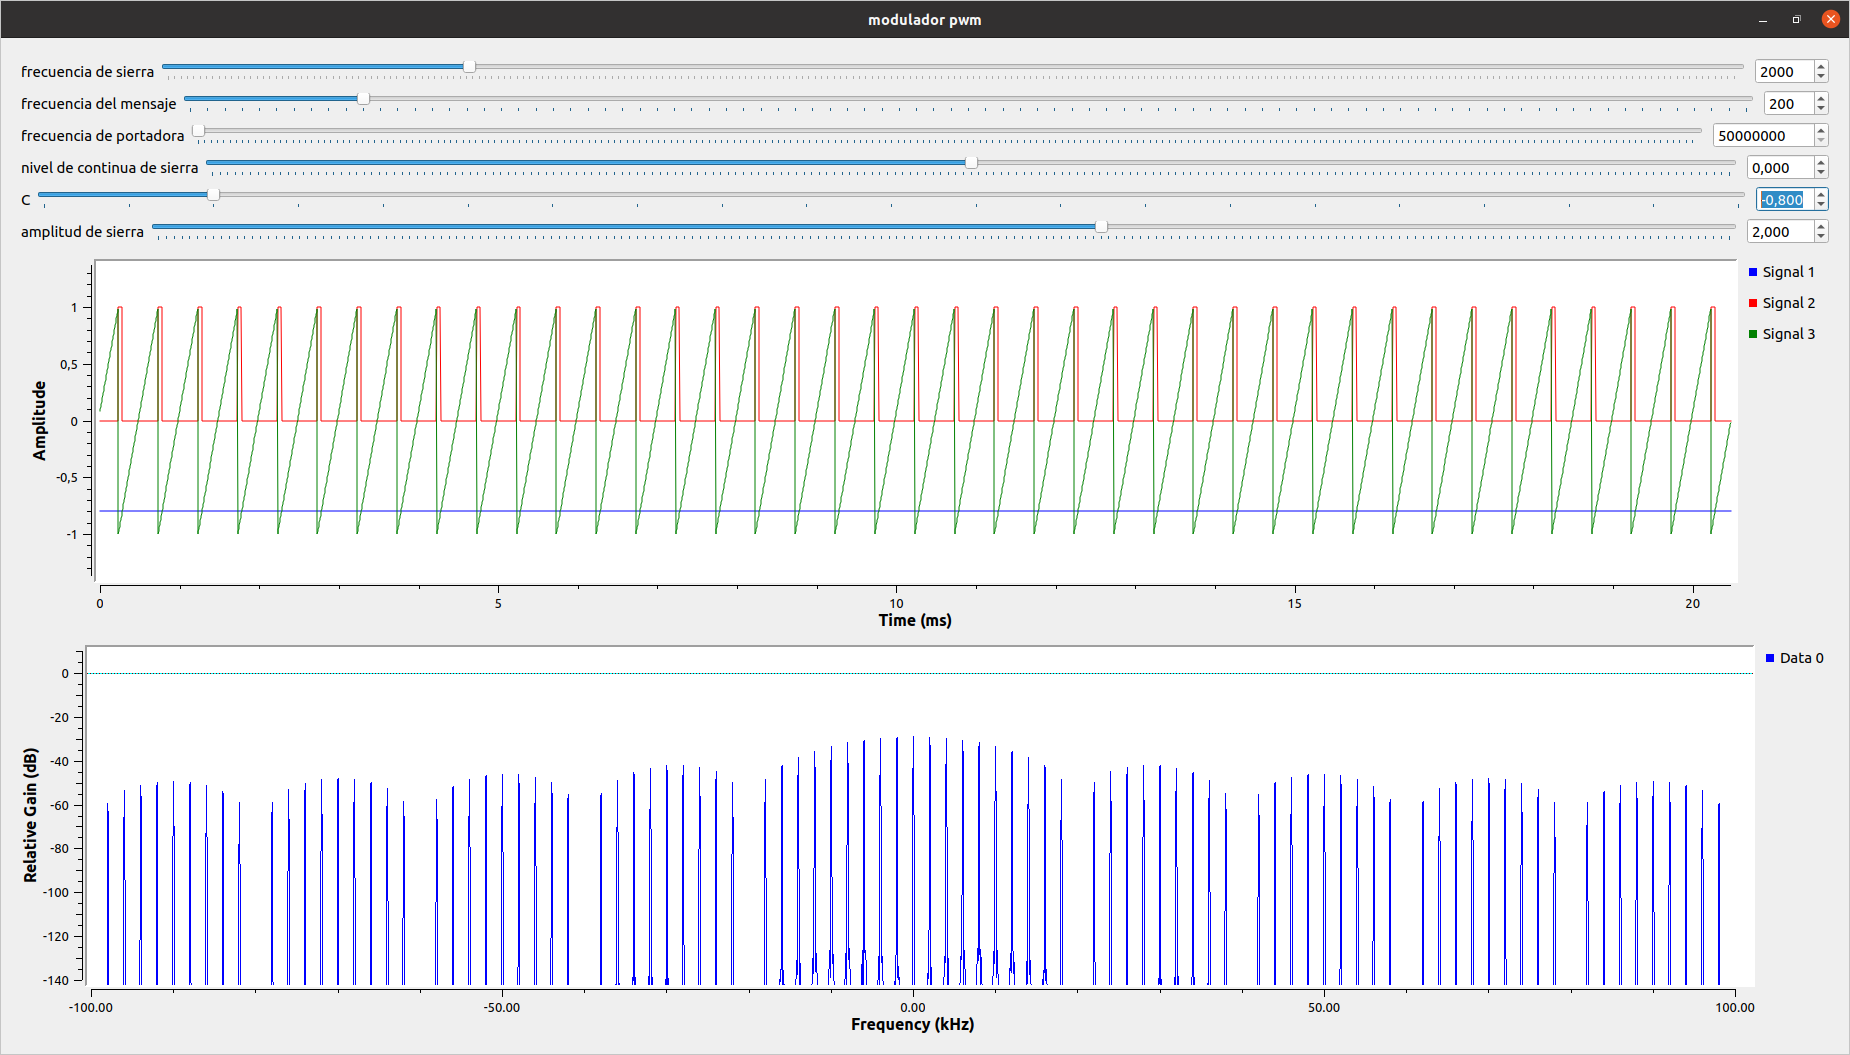 modulador pwm
frecuencia de sierra 2000
frecuencia del mensaje 200
frecuencia de portadora 50000000
nivel de continua de sierra 0,000
C -0,800
amplitud de sierra 2,000
Signal 1
Signal 2
Signal 3
Amplitude
1
0,5
0
-0,5
-1
0 5 10 15 20
Time (ms)
Data 0
Relative Gain (dB)
0
-20
-40
-60
-80
-100
-120
-140
-100.00 -50.00 0.00 50.00 100.00
Frequency (kHz)